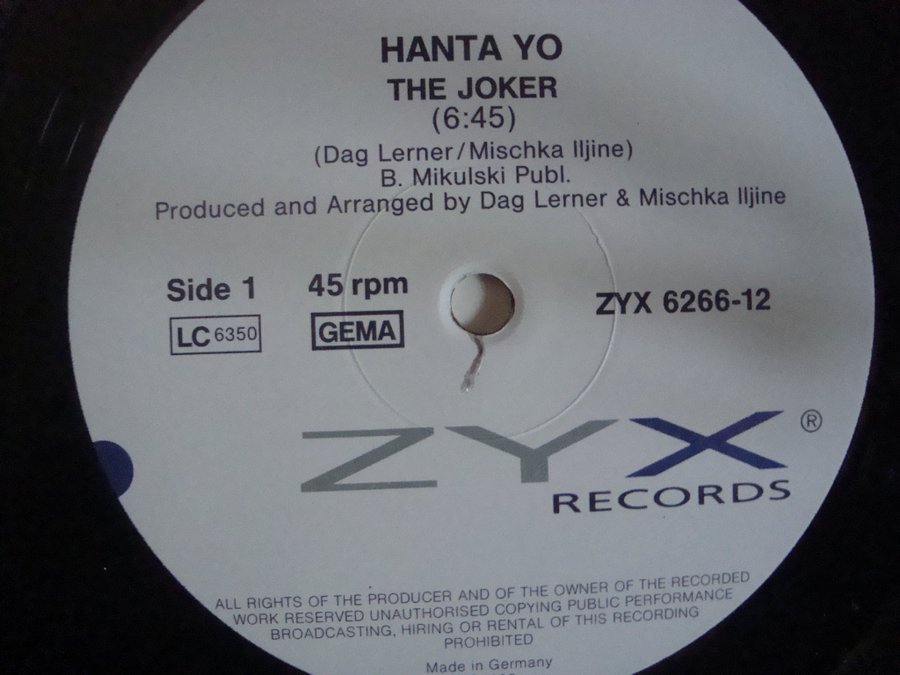 HANTA YO
THE JOKER
(6:45)
(Dag Lerner/Mischka Iljine)
B. Mikulski Publ.
Produced and Arranged by Dag Lerner & Mischka Iljine
Side 1 45 rpm ZYX 6266-12
LC 6350 GEMA
ZYX ®
RECORDS
ALL RIGHTS OF THE PRODUCER AND OF THE OWNER OF THE RECORDED
WORK RESERVED UNAUTHORISED COPYING PUBLIC PERFORMANCE
BROADCASTING, HIRING OR RENTAL OF THIS RECORDING
PROHIBITED
Made in Germany